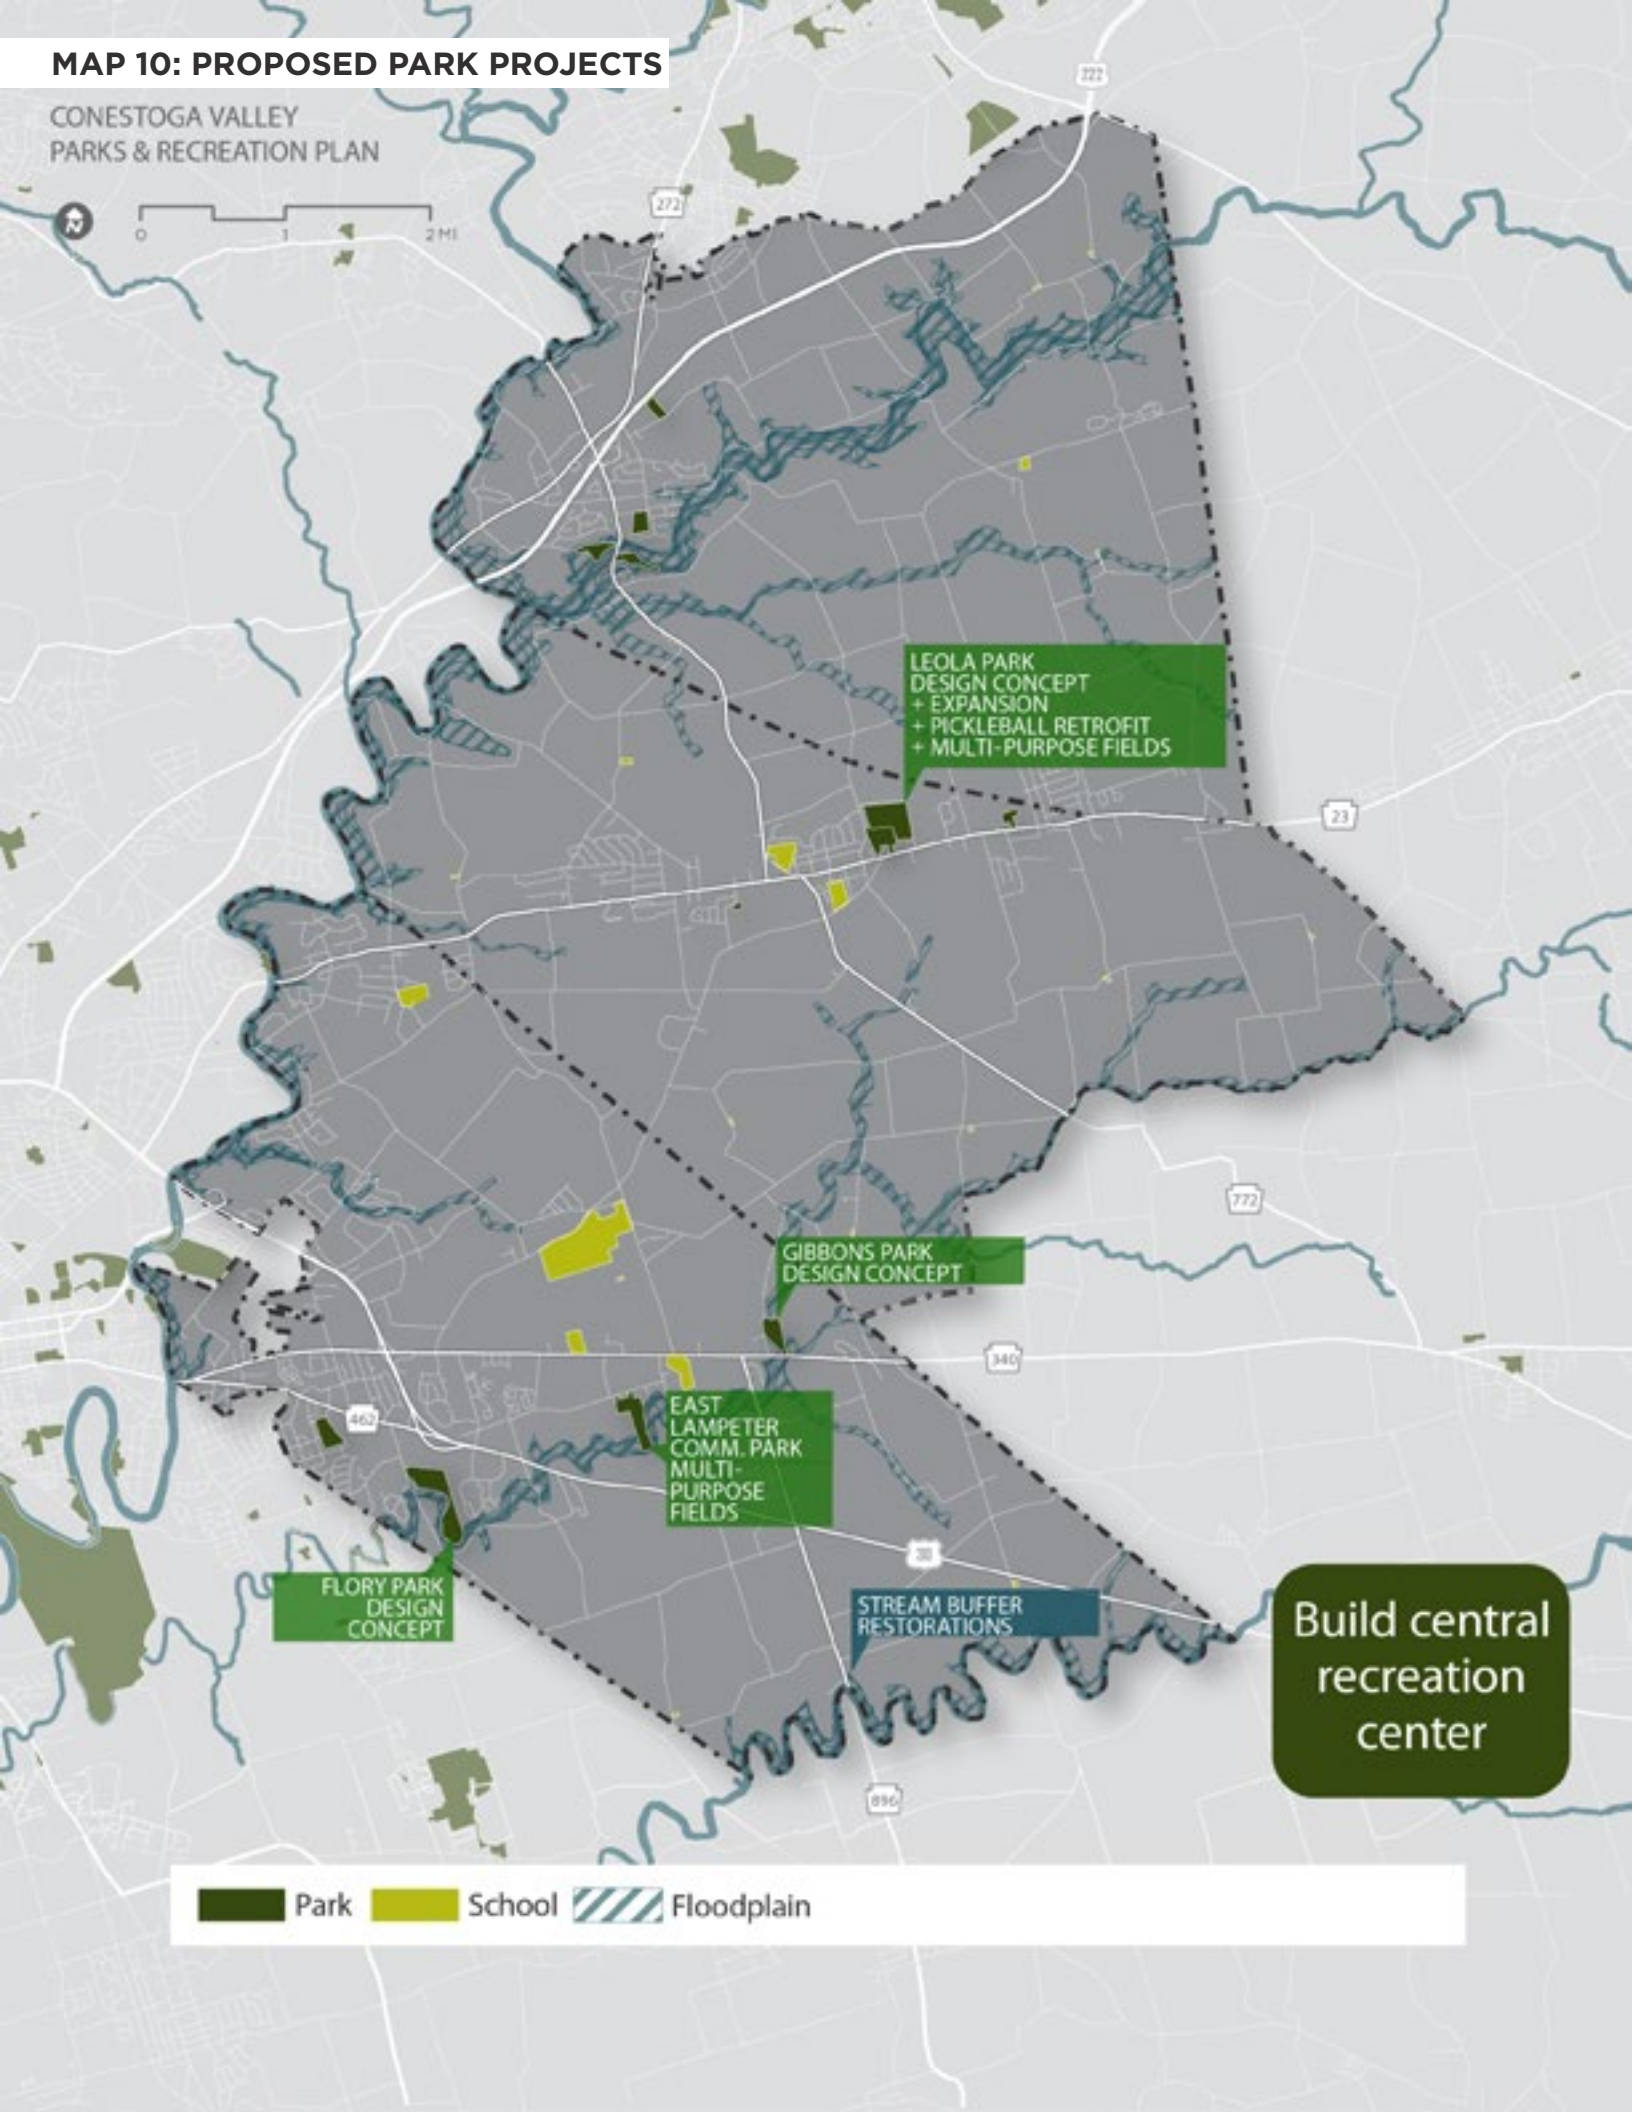 MAP 10: PROPOSED PARK PROJECTS
CONESTOGA VALLEY
PARKS & RECREATION PLAN
N
0
1
2 MI
222
272
LEOLA PARK
DESIGN CONCEPT
+ EXPANSION
+ PICKLEBALL RETROFIT
+ MULTI-PURPOSE FIELDS
23
772
GIBBONS PARK
DESIGN CONCEPT
340
462
EAST
LAMPETER
COMM. PARK
MULTI-
PURPOSE
FIELDS
30
FLORY PARK
DESIGN
CONCEPT
STREAM BUFFER
RESTORATIONS
Build central
recreation
center
896
Park
School
Floodplain